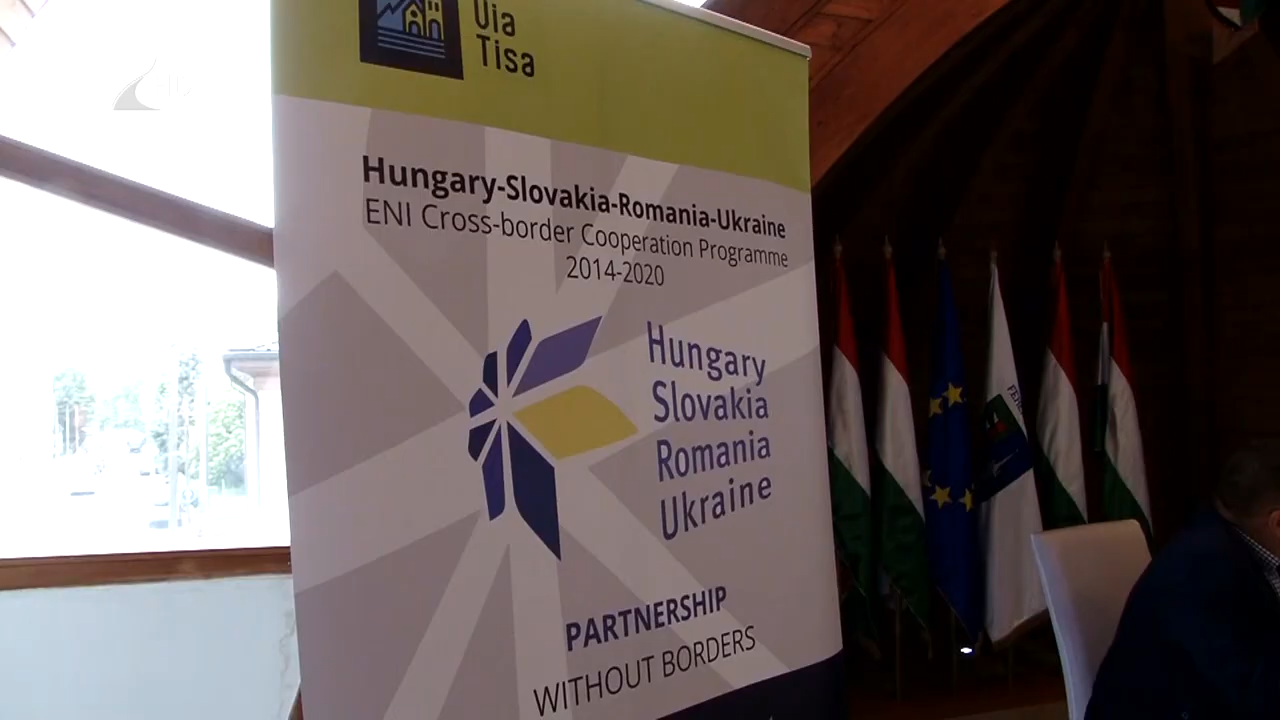 Via
Tisa
Hungary-Slovakia-Romania-Ukraine
ENI Cross-border Cooperation Programme
2014-2020
Hungary
Slovakia
Romania
Ukraine
PARTNERSHIP
WITHOUT BORDERS